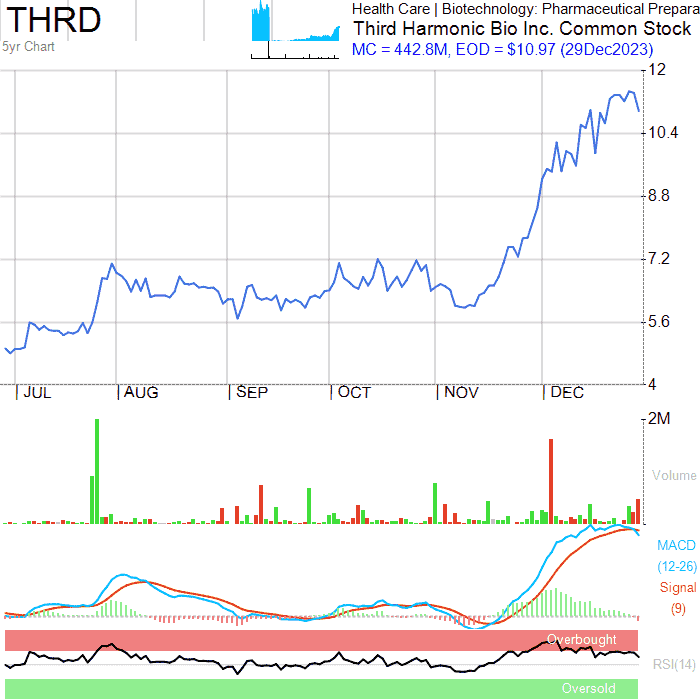 THRD
5yr Chart
Health Care | Biotechnology: Pharmaceutical Prepara
Third Harmonic Bio Inc. Common Stock
MC = 442.8M, EOD = $10.97 (29Dec2023)
12
10.4
8.8
7.2
5.6
4
JUL AUG SEP OCT NOV DEC
2M
Volume
MACD
(12-26)
Signal
(9)
Overbought
RSI(14)
Oversold